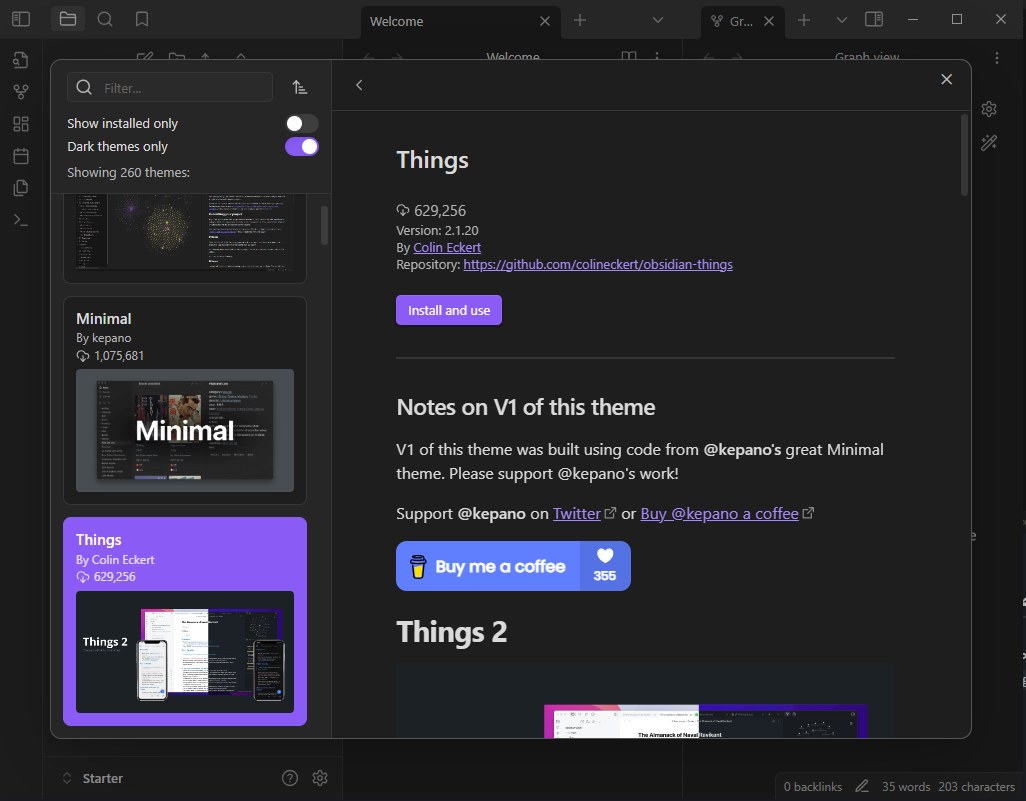 Welcome
Gr...
Welcome
Graph view
Filter...
Show installed only
Dark themes only
Showing 260 themes:
Minimal
By kepano
1,075,681
Minimal
Things
By Colin Eckert
629,256
Things 2
Things
629,256
Version: 2.1.20
By Colin Eckert
Repository: https://github.com/colineckert/obsidian-things
Install and use
Notes on V1 of this theme
V1 of this theme was built using code from @kepano's great Minimal
theme. Please support @kepano's work!
Support @kepano on Twitter or Buy @kepano a coffee
Buy me a coffee
355
Things 2
The Almanack of Naval Ravikant
Starter
0 backlinks
35 words
203 characters